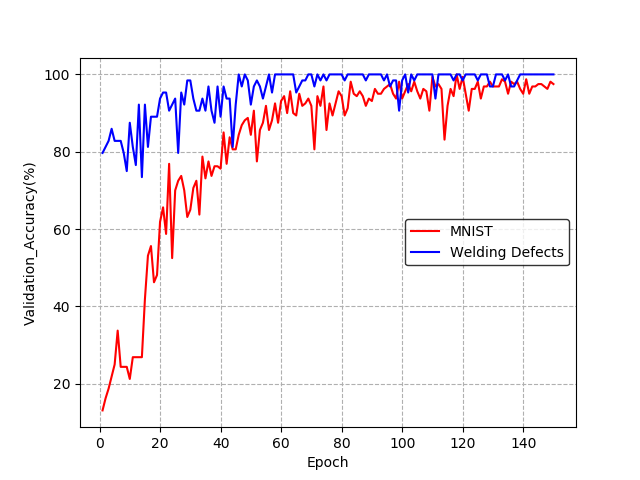 100
80
60
40
20
Validation_Accuracy(%)
MNIST
Welding Defects
0 20 40 60 80 100 120 140
Epoch